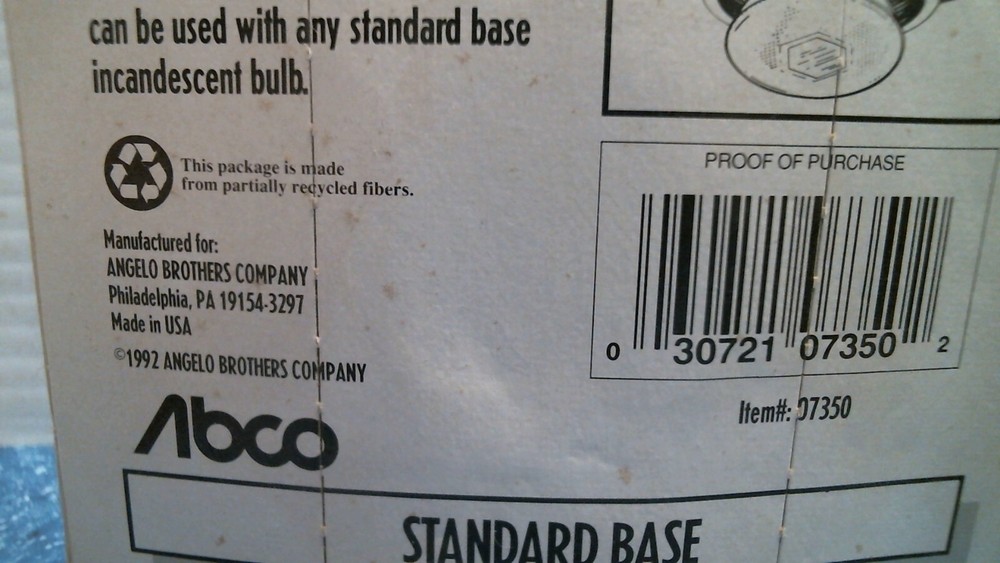 can be used with any standard base
incandescent bulb.
This package is made
from partially recycled fibers.
Manufactured for:
ANGELO BROTHERS COMPANY
Philadelphia, PA 19154-3297
Made in USA
©1992 ANGELO BROTHERS COMPANY
Abco
PROOF OF PURCHASE
0 30721 07350 2
Item#: 07350
STANDARD BASE